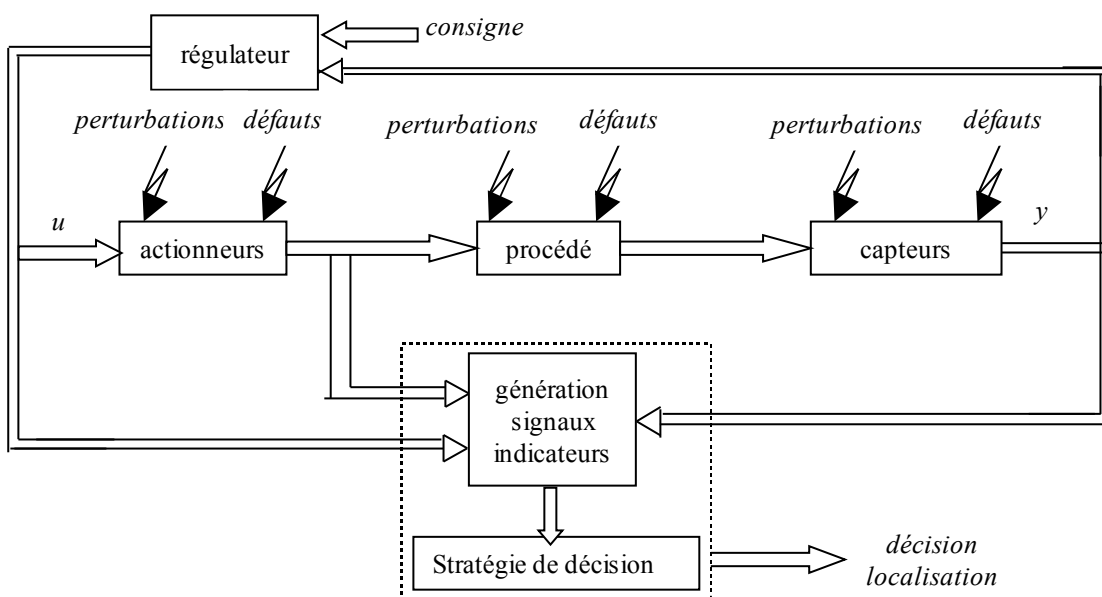 consigne
régulateur
perturbations défauts
perturbations défauts
perturbations défauts
u
actionneurs
procédé
capteurs
y
génération
signaux
indicateurs
Stratégie de décision
décision
localisation